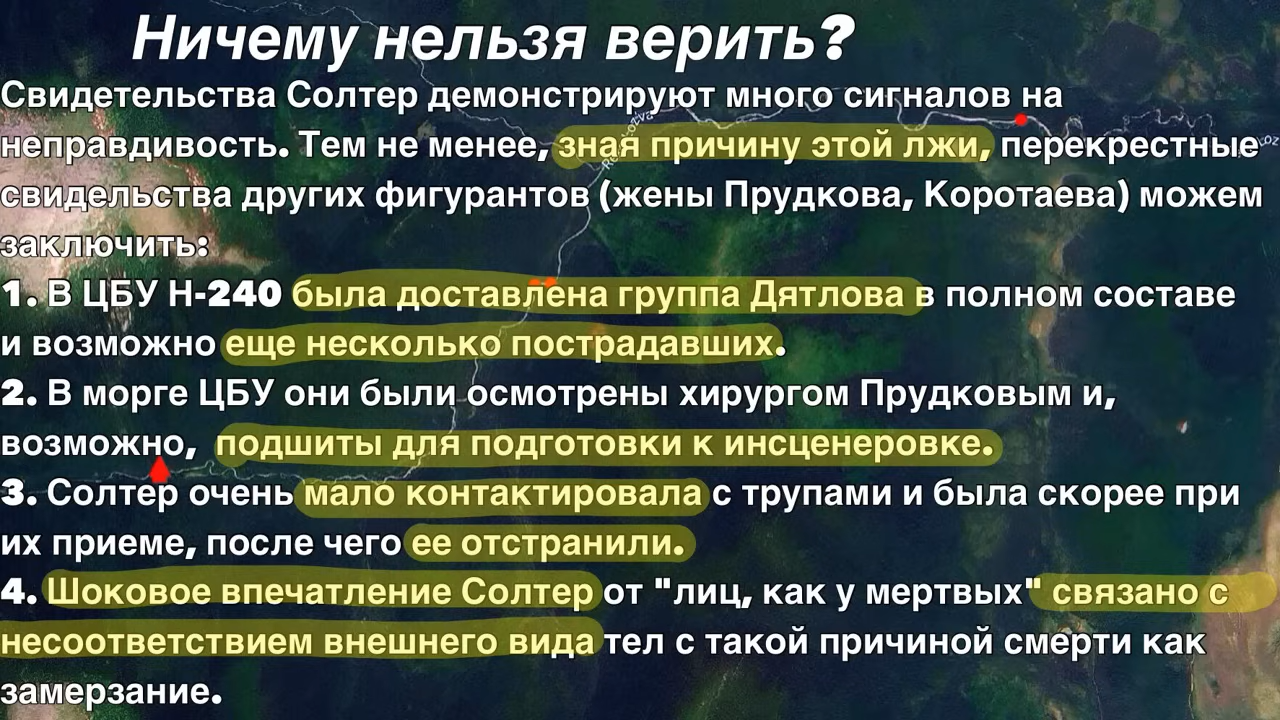 Ничему нельзя верить?
Свидетельства Солтер демонстрируют много сигналов на
неправдивость. Тем не менее, зная причину этой лжи, перекрестные
свидельства других фигурантов (жены Прудкова, Коротаева) можем
заключить:
1. В ЦБУ Н-240 была доставлена группа Дятлова в полном составе
и возможно еще несколько пострадавших.
2. В морге ЦБУ они были осмотрены хирургом Прудковым и,
возможно, подшиты для подготовки к инсценеровке.
3. Солтер очень мало контактировала с трупами и была скорее при
их приеме, после чего ее отстранили.
4. Шоковое впечатление Солтер от "лиц, как у мертвых" связано с
несоответствием внешнего вида тел с такой причиной смерти как
замерзание.